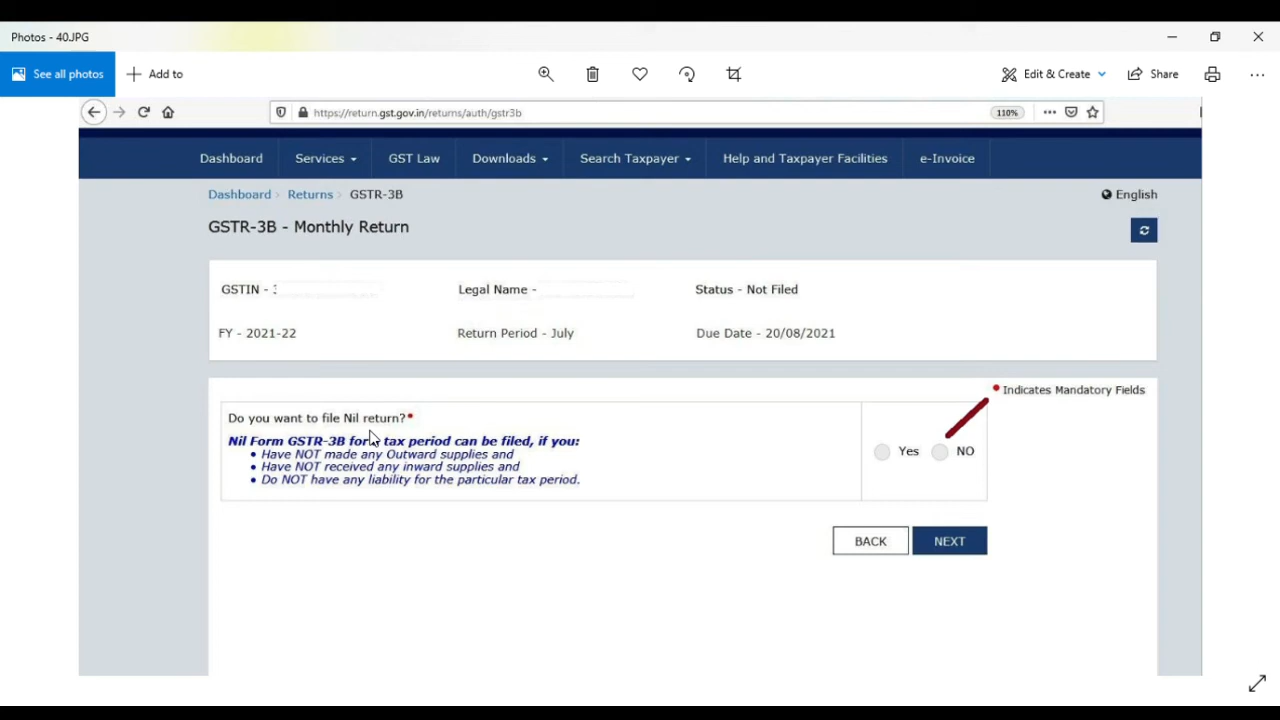 Photos - 40.JPG
See all photos
Add to
Edit & Create
Share
https://return.gst.gov.in/returns/auth/gstr3b
110%
Dashboard Services GST Law Downloads Search Taxpayer Help and Taxpayer Facilities e-Invoice
Dashboard > Returns > GSTR-3B
English
GSTR-3B - Monthly Return
GSTIN -
Legal Name -
Status - Not Filed
FY - 2021-22
Return Period - July
Due Date - 20/08/2021
• Indicates Mandatory Fields
Do you want to file Nil return?•
Nil Form GSTR-3B for tax period can be filed, if you:
• Have NOT made any Outward supplies and
• Have NOT received any inward supplies and
• Do NOT have any liability for the particular tax period.
Yes NO
BACK NEXT